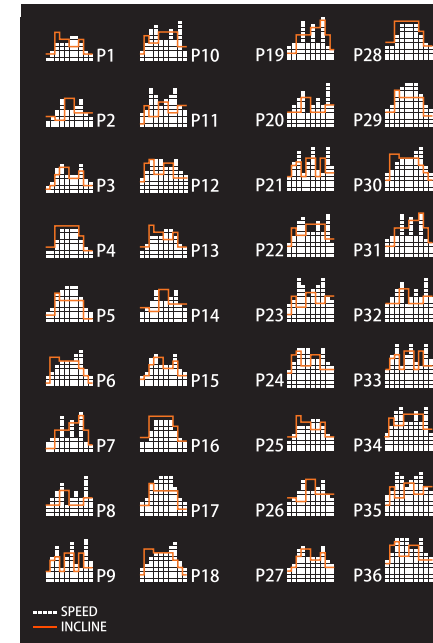 P1 P10 P19 P28
P2 P11 P20 P29
P3 P12 P21 P30
P4 P13 P22 P31
P5 P14 P23 P32
P6 P15 P24 P33
P7 P16 P25 P34
P8 P17 P26 P35
P9 P18 P27 P36
SPEED
INCLINE